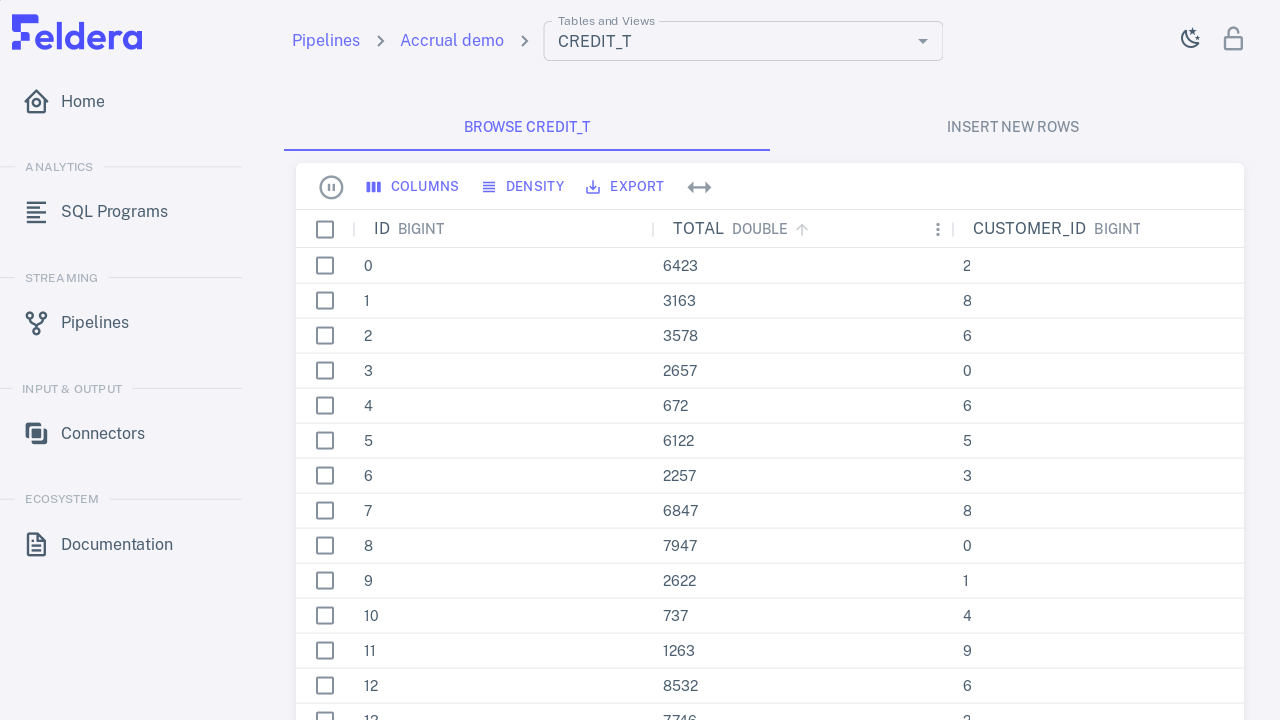 Feldera
Pipelines
Accrual demo
Tables and Views
CREDIT_T
Home
ANALYTICS
SQL Programs
STREAMING
Pipelines
INPUT & OUTPUT
Connectors
ECOSYSTEM
Documentation
BROWSE CREDIT_T
INSERT NEW ROWS
COLUMNS
DENSITY
EXPORT
ID BIGINT TOTAL DOUBLE CUSTOMER_ID BIGINT
0 6423 2
1 3163 8
2 3578 6
3 2657 0
4 672 6
5 6122 5
6 2257 3
7 6847 8
8 7947 0
9 2622 1
10 737 4
11 1263 9
12 8532 6
13 7746 2